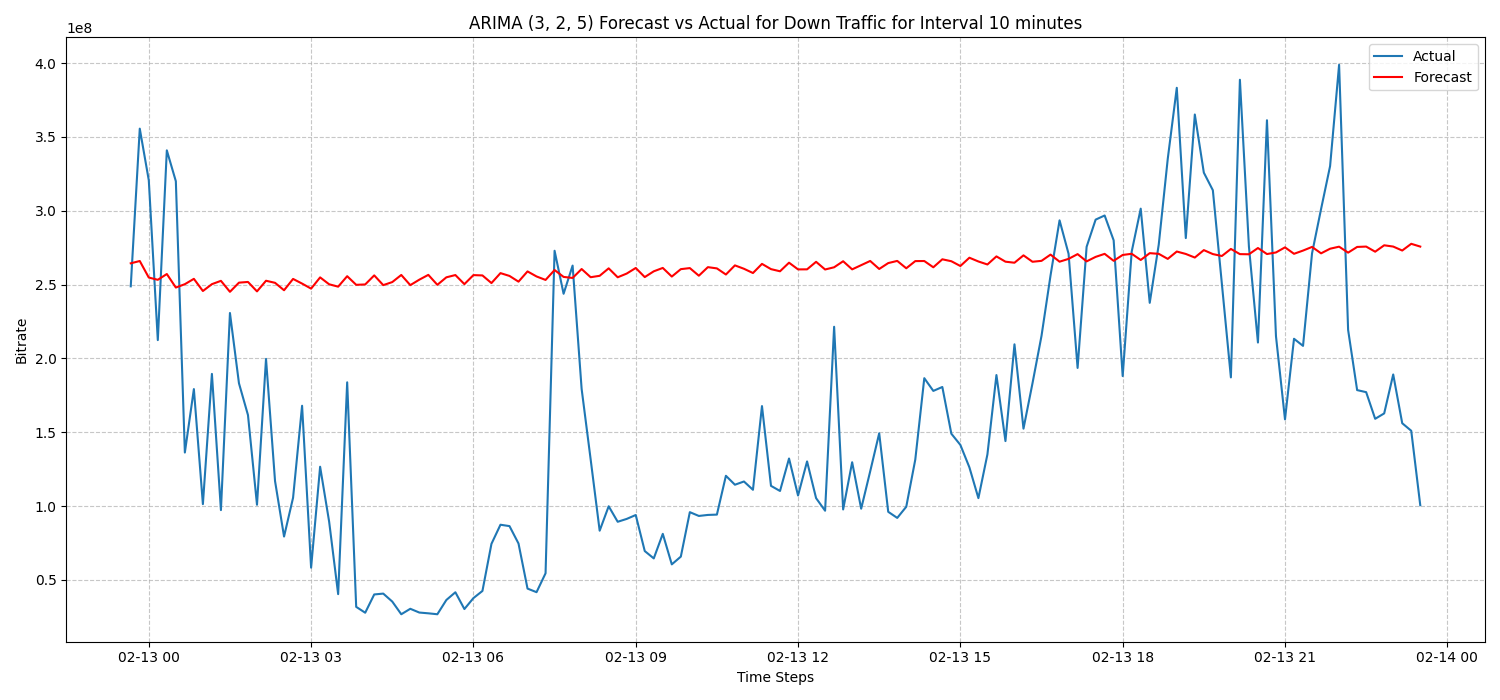 ARIMA (3, 2, 5) Forecast vs Actual for Down Traffic for Interval 10 minutes
1e8
Actual
Forecast
4.0
3.5
3.0
2.5
2.0
1.5
1.0
0.5
Bitrate
02-13 00 02-13 03 02-13 06 02-13 09 02-13 12 02-13 15 02-13 18 02-13 21 02-14 00
Time Steps